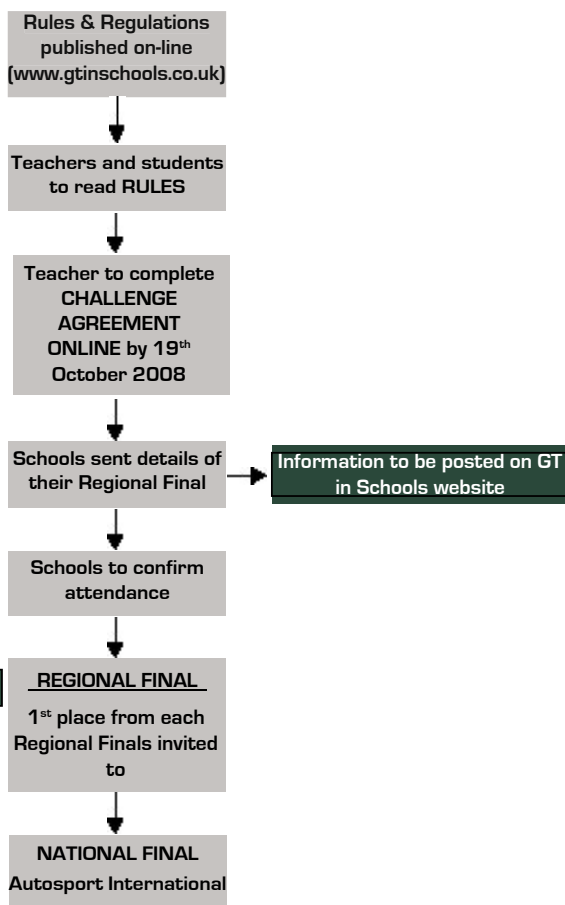 Rules & Regulations
published on-line
(www.gtinschools.co.uk)
Teachers and students
to read RULES
Teacher to complete
CHALLENGE
AGREEMENT
ONLINE by 19th
October 2008
Schools sent details of
their Regional Final
Information to be posted on GT
in Schools website
Schools to confirm
attendance
REGIONAL FINAL
1st place from each
Regional Finals invited
to
NATIONAL FINAL
Autosport International